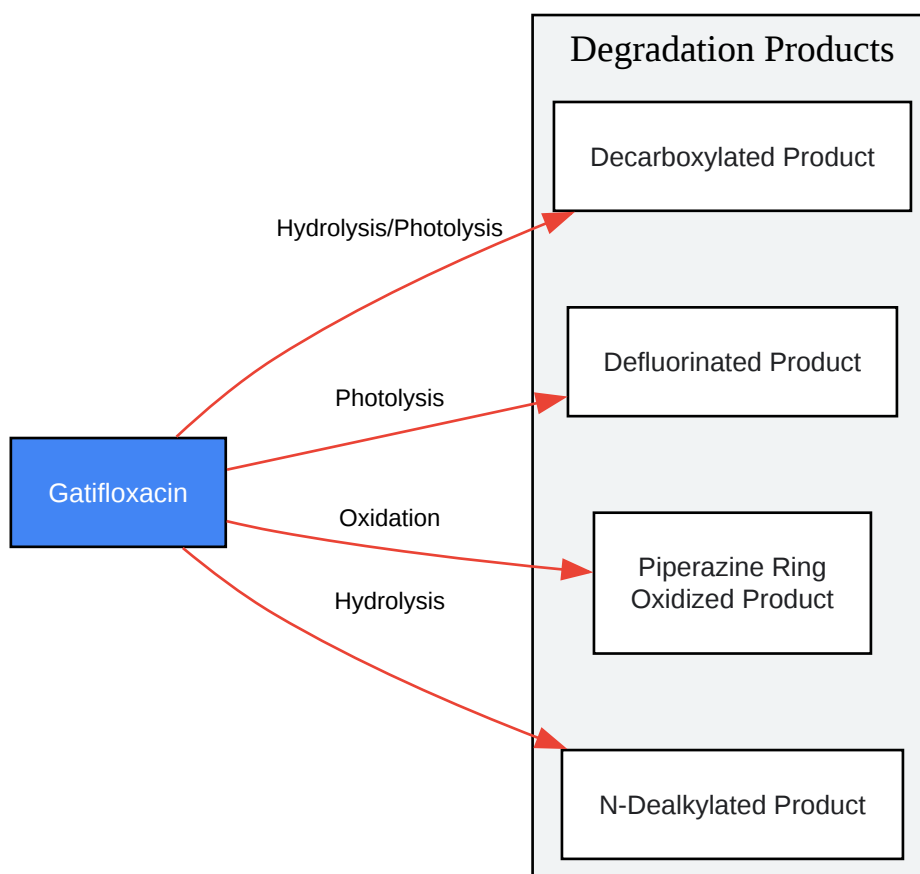 Degradation Products
Decarboxylated Product
Hydrolysis/Photolysis
Defluorinated Product
Photolysis
Gatifloxacin
Oxidation
Piperazine Ring
Oxidized Product
Hydrolysis
N-Dealkylated Product